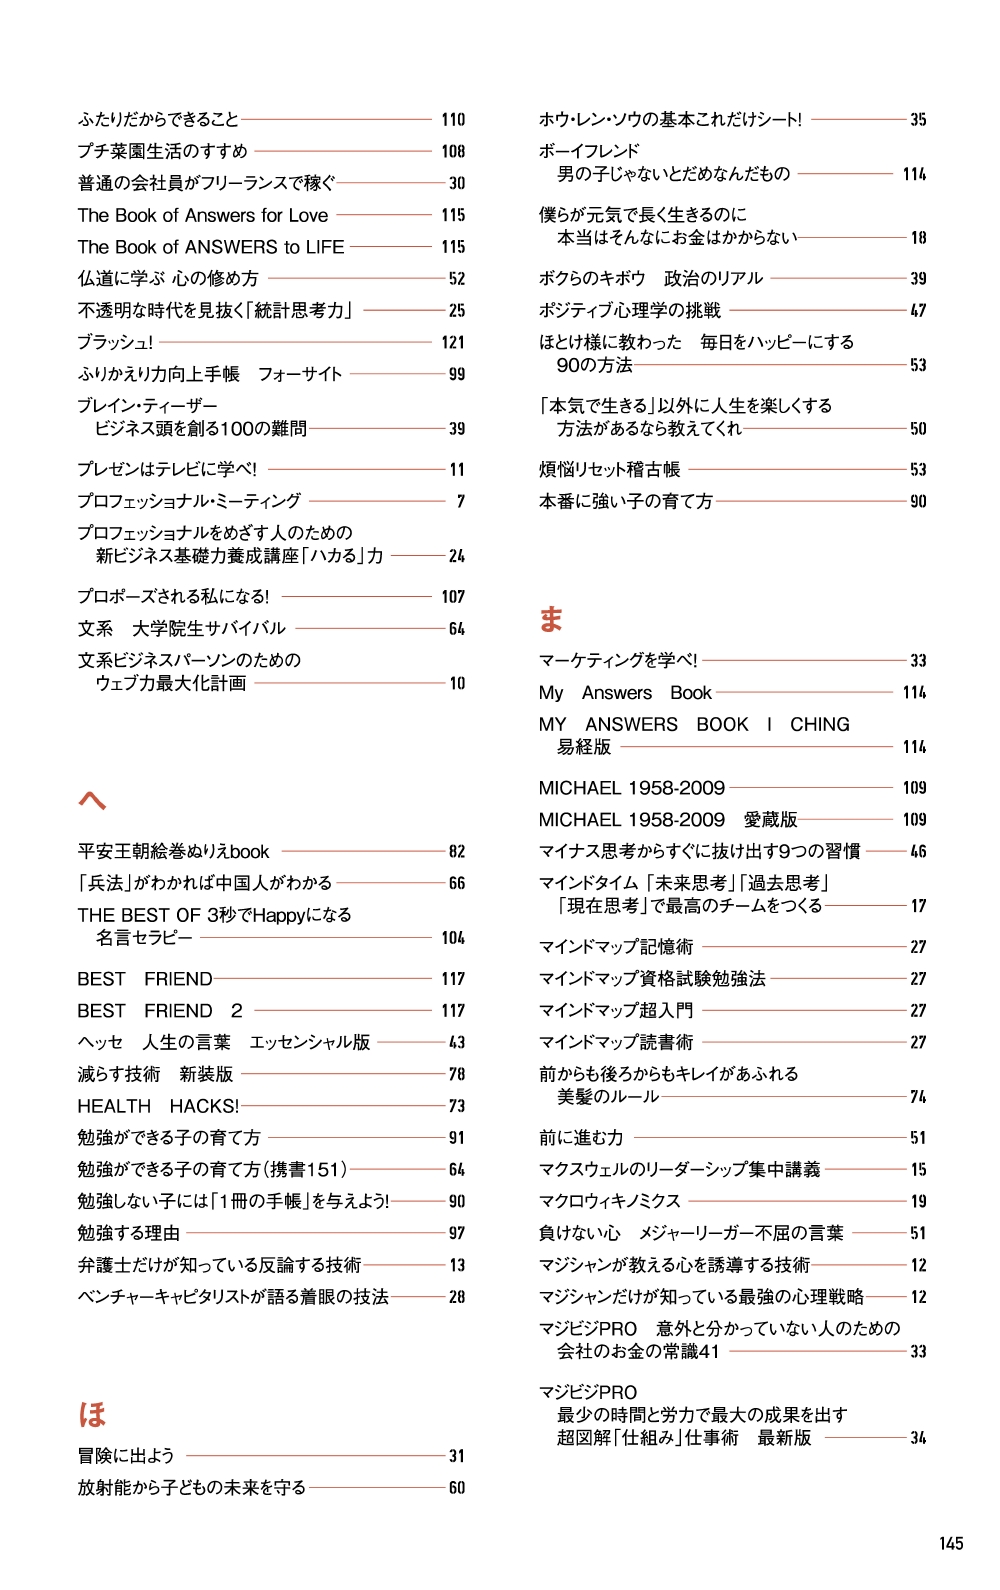 ふたりだからできること 110
プチ菜園生活のすすめ 108
普通の会社員がフリーランスで稼ぐ 30
The Book of Answers for Love 115
The Book of ANSWERS to LIFE 115
仏道に学ぶ 心の修め方 52
不透明な時代を見抜く「統計思考力」 25
ブラッシュ! 121
ふりかえり力向上手帳　フォーサイト 99
ブレイン・ティーザー
ビジネス頭を創る100の難問 39
プレゼンはテレビに学べ! 11
プロフェッショナル・ミーティング 7
プロフェッショナルをめざす人のための
新ビジネス基礎力養成講座「ハカる」力 24
プロポーズされる私になる! 107
文系　大学院生サバイバル 64
文系ビジネスパーソンのための
ウェブ力最大化計画 10
へ
平安王朝絵巻ぬりえbook 82
「兵法」がわかれば中国人がわかる 66
THE BEST OF 3秒でHappyになる
名言セラピー 104
BEST　FRIEND 117
BEST　FRIEND　2 117
ヘッセ　人生の言葉　エッセンシャル版 43
減らす技術　新装版 78
HEALTH　HACKS! 73
勉強ができる子の育て方 91
勉強ができる子の育て方（携書151） 64
勉強しない子には「1冊の手帳」を与えよう! 90
勉強する理由 97
弁護士だけが知っている反論する技術 13
ベンチャーキャピタリストが語る着眼の技法 28
ほ
冒険に出よう 31
放射能から子どもの未来を守る 60
ホウ・レン・ソウの基本これだけシート! 35
ボーイフレンド
男の子じゃないとだめなんだもの 114
僕らが元気で長く生きるのに
本当はそんなにお金はかからない 18
ボクらのキボウ　政治のリアル 39
ポジティブ心理学の挑戦 47
ほとけ様に教わった　毎日をハッピーにする
90の方法 53
「本気で生きる」以外に人生を楽しくする
方法があるなら教えてくれ 50
煩悩リセット稽古帳 53
本番に強い子の育て方 90
ま
マーケティングを学べ! 33
My　Answers　Book 114
MY　ANSWERS　BOOK　I　CHING
易経版 114
MICHAEL 1958-2009 109
MICHAEL 1958-2009　愛蔵版 109
マイナス思考からすぐに抜け出す9つの習慣 46
マインドタイム「未来思考」「過去思考」
「現在思考」で最高のチームをつくる 17
マインドマップ記憶術 27
マインドマップ資格試験勉強法 27
マインドマップ超入門 27
マインドマップ読書術 27
前からも後ろからもキレイがあふれる
美髪のルール 74
前に進む力 51
マクスウェルのリーダーシップ集中講義 15
マクロウィキノミクス 19
負けない心　メジャーリーガー不屈の言葉 51
マジシャンが教える心を誘導する技術 12
マジシャンだけが知っている最強の心理戦略 12
マジビジPRO　意外と分かっていない人のための
会社のお金の常識41 33
マジビジPRO
最少の時間と労力で最大の成果を出す
超図解「仕組み」仕事術　最新版 34
145